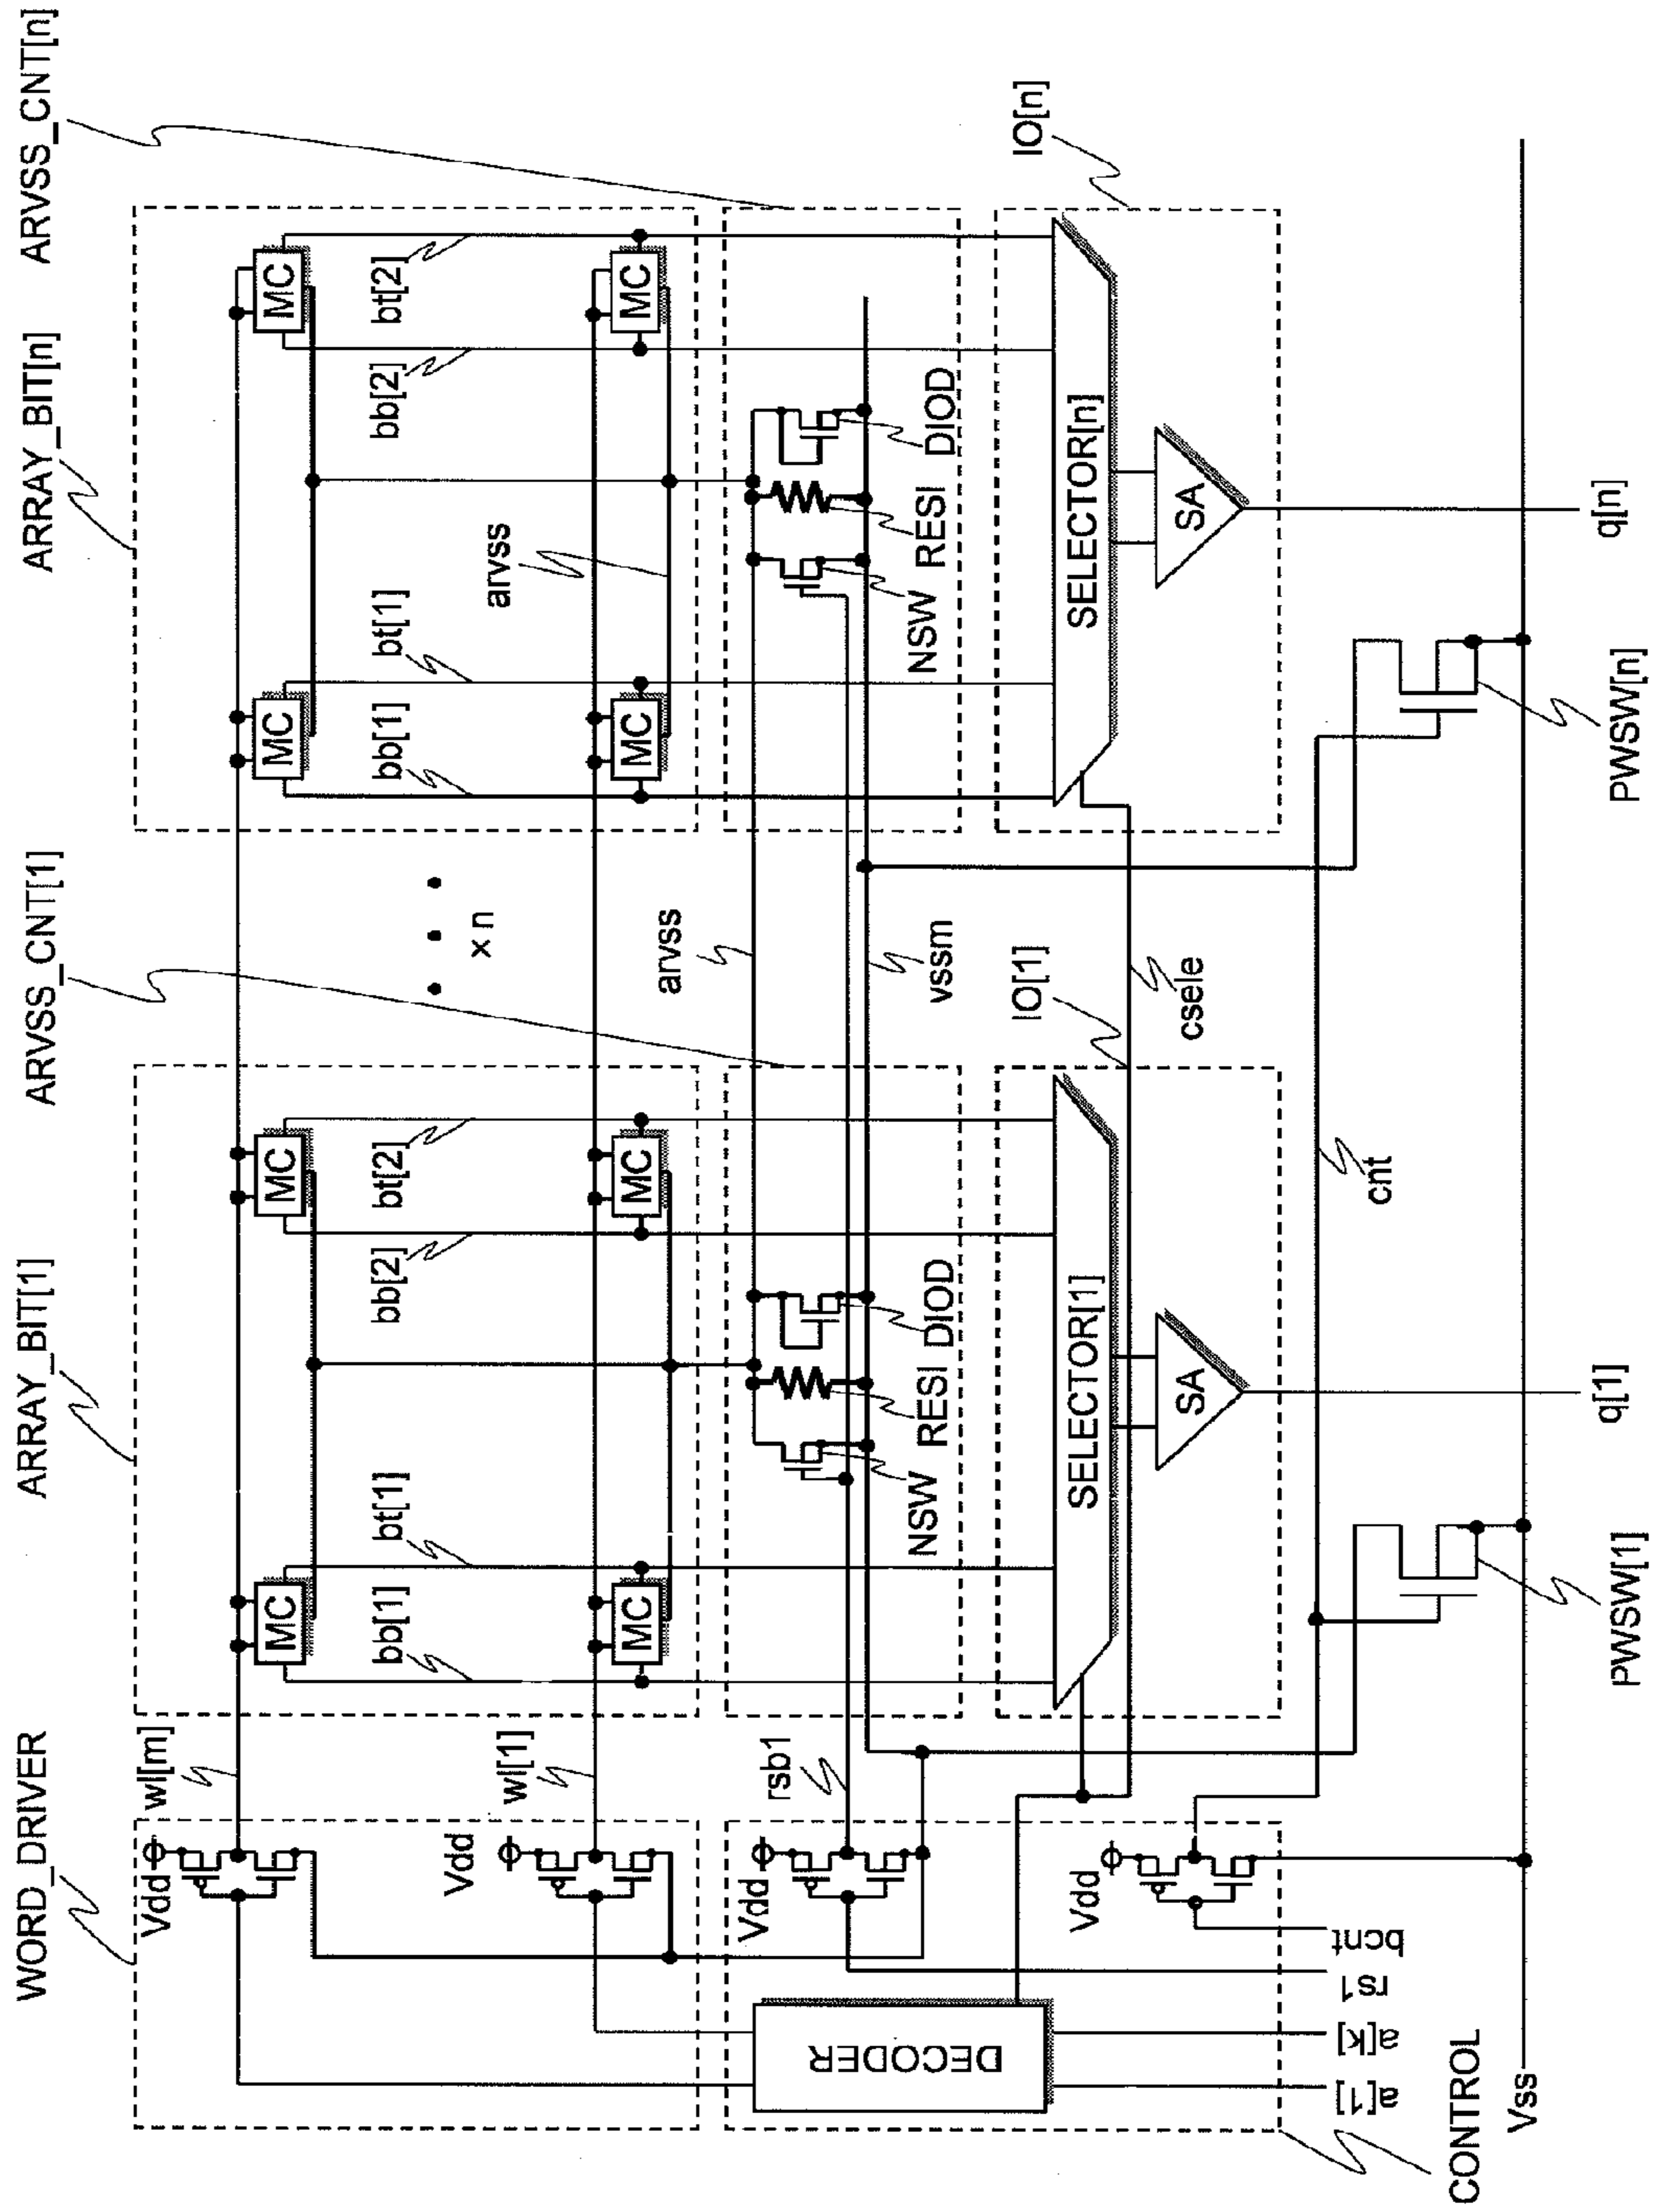 WORD_DRIVER
ARRAY_BIT[1]
ARVSS_CNT[1]
ARRAY_BIT[n]
ARVSS_CNT[n]
Vdd
wl[m]
MC
MC
MC
MC
bb[1]
bt[1]
bb[2]
bt[2]
× n
bb[1]
bt[1]
bb[2]
bt[2]
arvss
Vdd
wl[1]
MC
MC
MC
MC
arvss
Vdd
rsb1
NSW
RESI
DIOD
vssm
NSW
RESI
DIOD
IO[1]
IO[n]
DECODER
Vdd
SELECTOR[1]
SELECTOR[n]
csele
SA
SA
a[1]
a[k]
rs1
bcnt
cnt
CONTROL
Vss
q[1]
q[n]
PWSW[1]
PWSW[n]